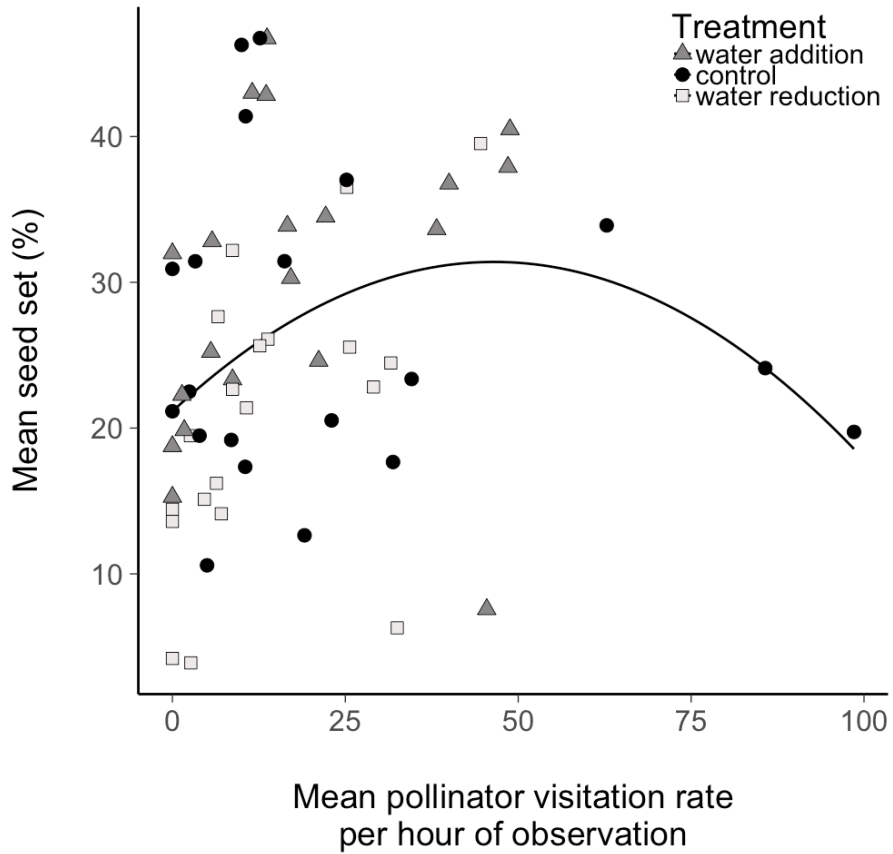 Treatment
water addition
control
water reduction
Mean seed set (%)
40
30
20
10
0 25 50 75 100
Mean pollinator visitation rate
per hour of observation